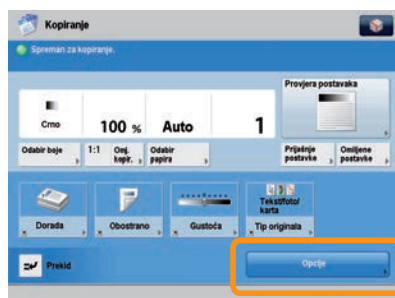 Kopiranje
Spreman za kopiranje.
Provjera postavaka
Crno
100 %
Auto
1
Odabir boje
1:1
Omj. kopir.
Odabir papira
Prijašnje postavke
Omiljene postavke
Dorada
Obostrano
Gustoća
Tekst/foto/
karta
Tip originala
Prekid
Opcije